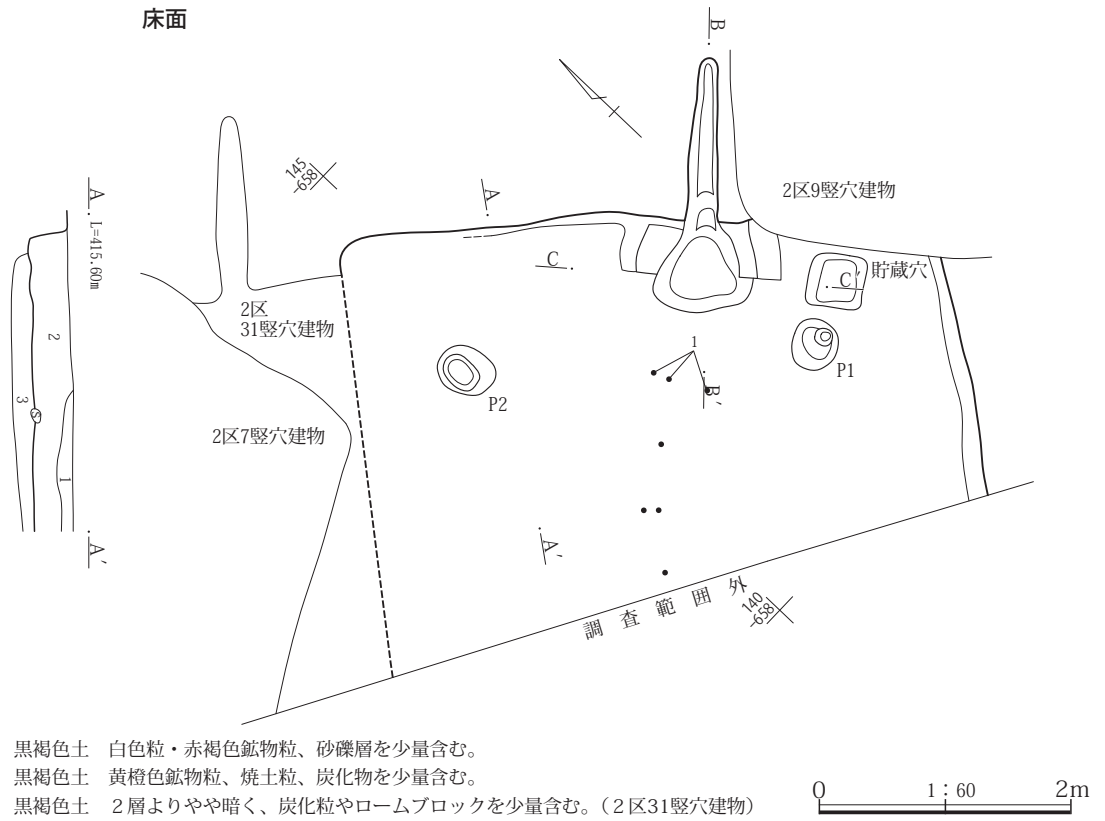 床面
B
145
-658
A
A
L=415.60m
2区9竪穴建物
C
C′
貯蔵穴
2区
31竪穴建物
2
3
S
1
1
P1
P2
B′
2区7竪穴建物
A′
A′
調査範囲外
140
-658
黒褐色土 白色粒・赤褐色鉱物粒、砂礫層を少量含む。
黒褐色土 黄橙色鉱物粒、焼土粒、炭化物を少量含む。
黒褐色土 ２層よりやや暗く、炭化粒やロームブロックを少量含む。（２区31竪穴建物）
0 1：60 2m